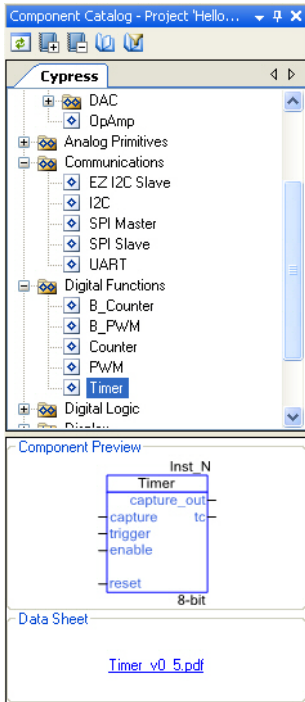 Component Catalog - Project 'Hello...
Cypress
DAC
OpAmp
Analog Primitives
Communications
EZ I2C Slave
I2C
SPI Master
SPI Slave
UART
Digital Functions
B_Counter
B_PWM
Counter
PWM
Timer
Digital Logic
Display
Component Preview
Inst_N
Timer
capture_out
capture tc
trigger
enable
reset
8-bit
Data Sheet
Timer_v0_5.pdf